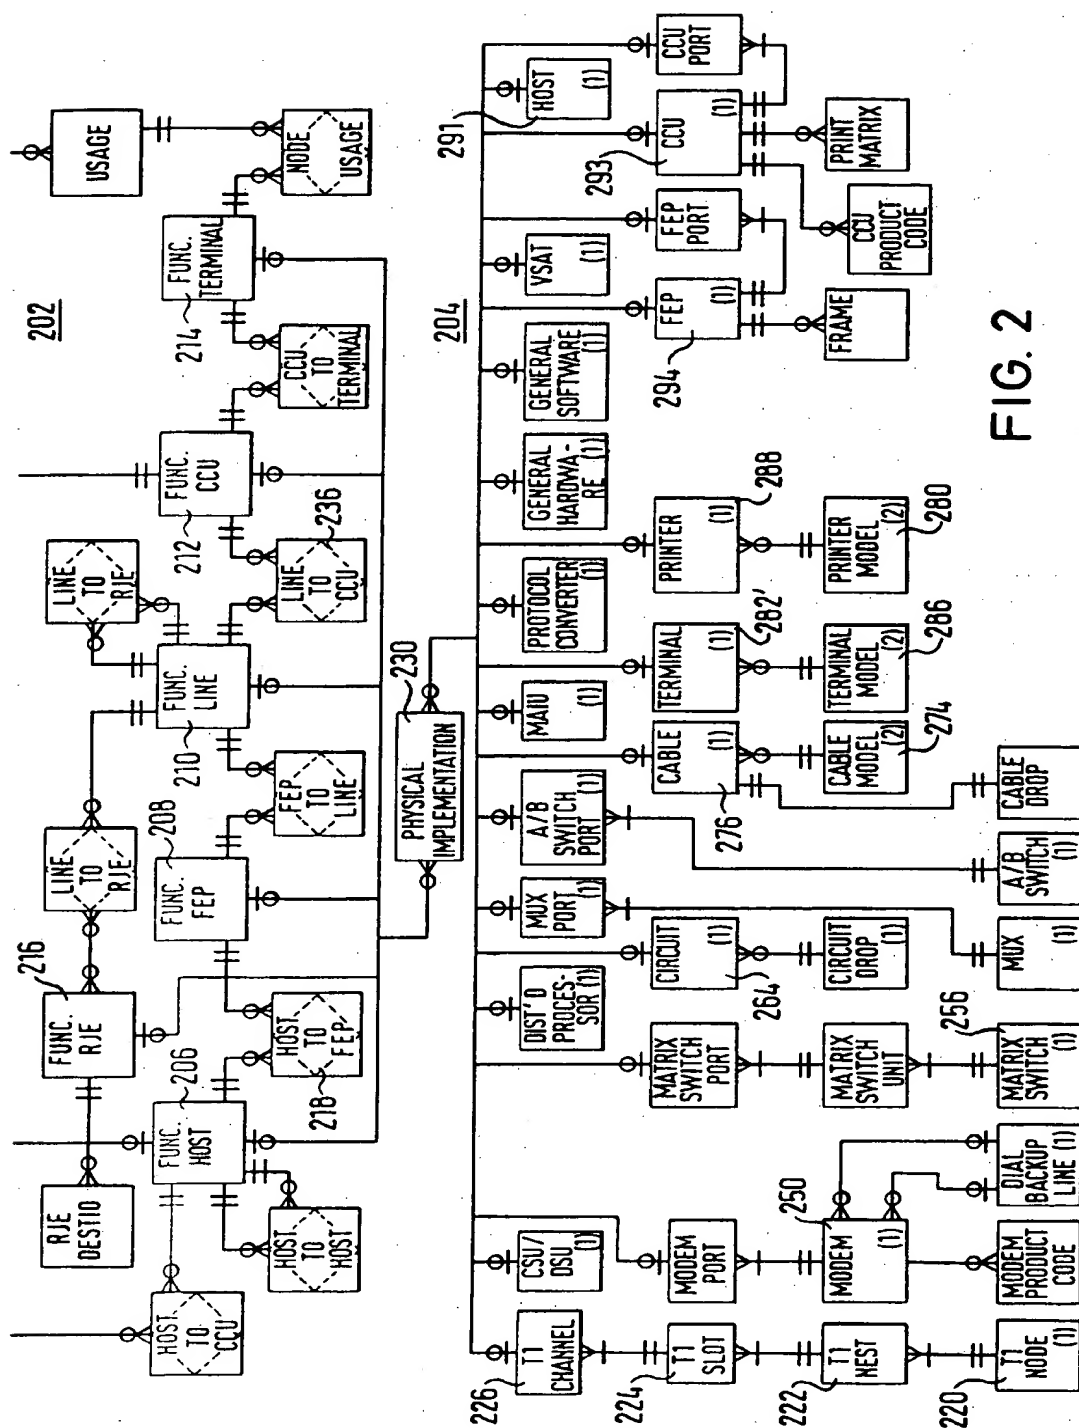 HOST
TO
CCU
RJE
DESTIO
216
FUNC.
RJE
LINE
TO
RJE
LINE
TO
RJE
USAGE
202
206
FUNC.
HOST
208
FUNC.
FEP
210
FUNC.
LINE
212
FUNC.
CCU
214
FUNC.
TERMINAL
HOST
TO
HOST
218
HOST
TO
FEP
FEP
TO
LINE
LINE
TO
CCU
236
CCU
TO
TERMINAL
NODE
USAGE
230
PHYSICAL
IMPLEMENTATION
204
226
T1
CHANNEL
CSU/
DSU
(1)
DIST'D
PROCES-
SOR (1)
MUX
PORT
(1)
A/B
SWITCH
PORT (1)
MAIU
(1)
PROTOCOL
CONVERTER
(1)
GENERAL
HARDWA-
RE (1)
GENERAL
SOFTWARE
(1)
VSAT
(1)
291
HOST
(1)
224
T1
SLOT
MODEM
PORT
MATRIX
SWITCH
PORT
CIRCUIT
(1)
264
CABLE
(1)
276
TERMINAL
(1)
282'
PRINTER
(1)
288
FEP
(1)
294
FEP
PORT
293
CCU
(1)
CCU
PORT
222
T1
NEST
250
MODEM
(1)
MATRIX
SWITCH
UNIT
CIRCUIT
DROP
(1)
CABLE
MODEL
(2)
274
TERMINAL
MODEL
(2)
286
PRINTER
MODEL
(2)
280
FRAME
CCU
PRODUCT
CODE
PRINT
MATRIX
220
T1
NODE
(1)
MODEM
PRODUCT
CODE
DIAL
BACKUP
LINE (1)
256
MATRIX
SWITCH
(1)
MUX
(1)
A/B
SWITCH
(1)
CABLE
DROP
FIG. 2